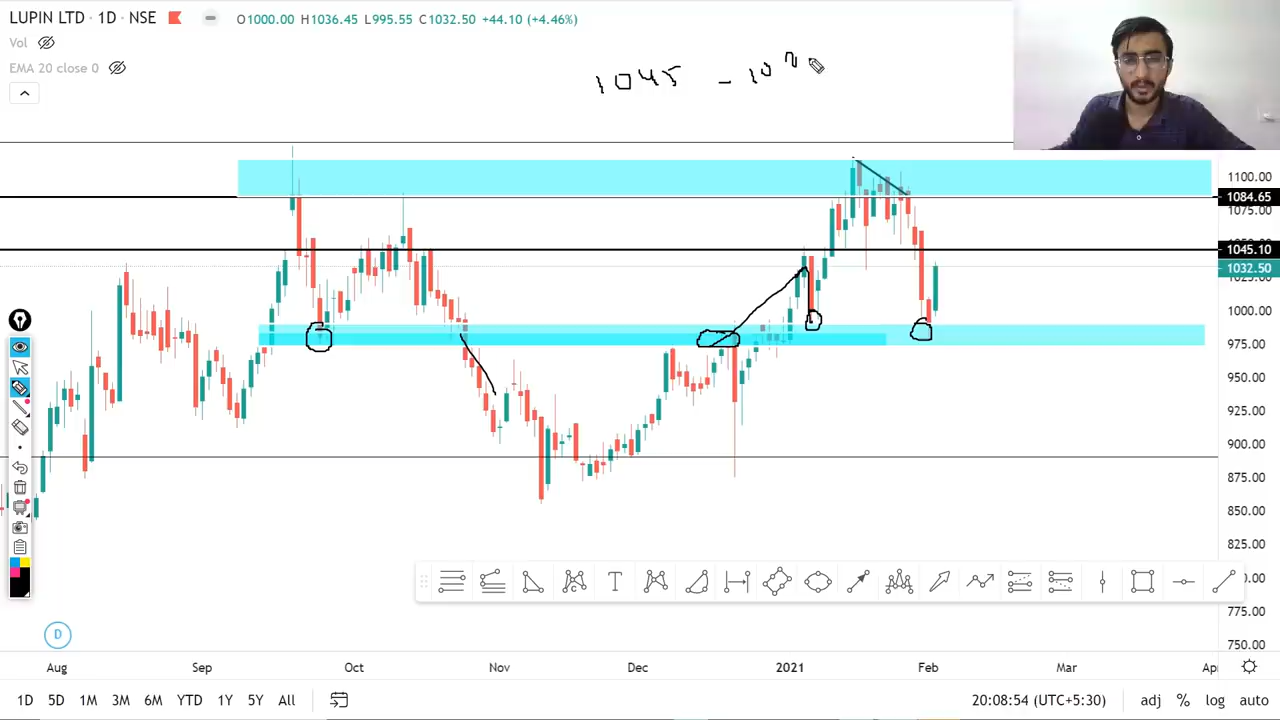 LUPIN LTD • 1D • NSE
O1000.00 H1036.45 L995.55 C1032.50 +44.10 (+4.46%)
Vol
EMA 20 close 0
1045 - 10
1100.00
1084.65
1075.00
1045.10
1032.50
1000.00
975.00
950.00
925.00
900.00
875.00
850.00
825.00
775.00
750.00
T
D
Aug Sep Oct Nov Dec 2021 Feb Mar
1D 5D 1M 3M 6M YTD 1Y 5Y All 20:08:54 (UTC+5:30) adj % log auto